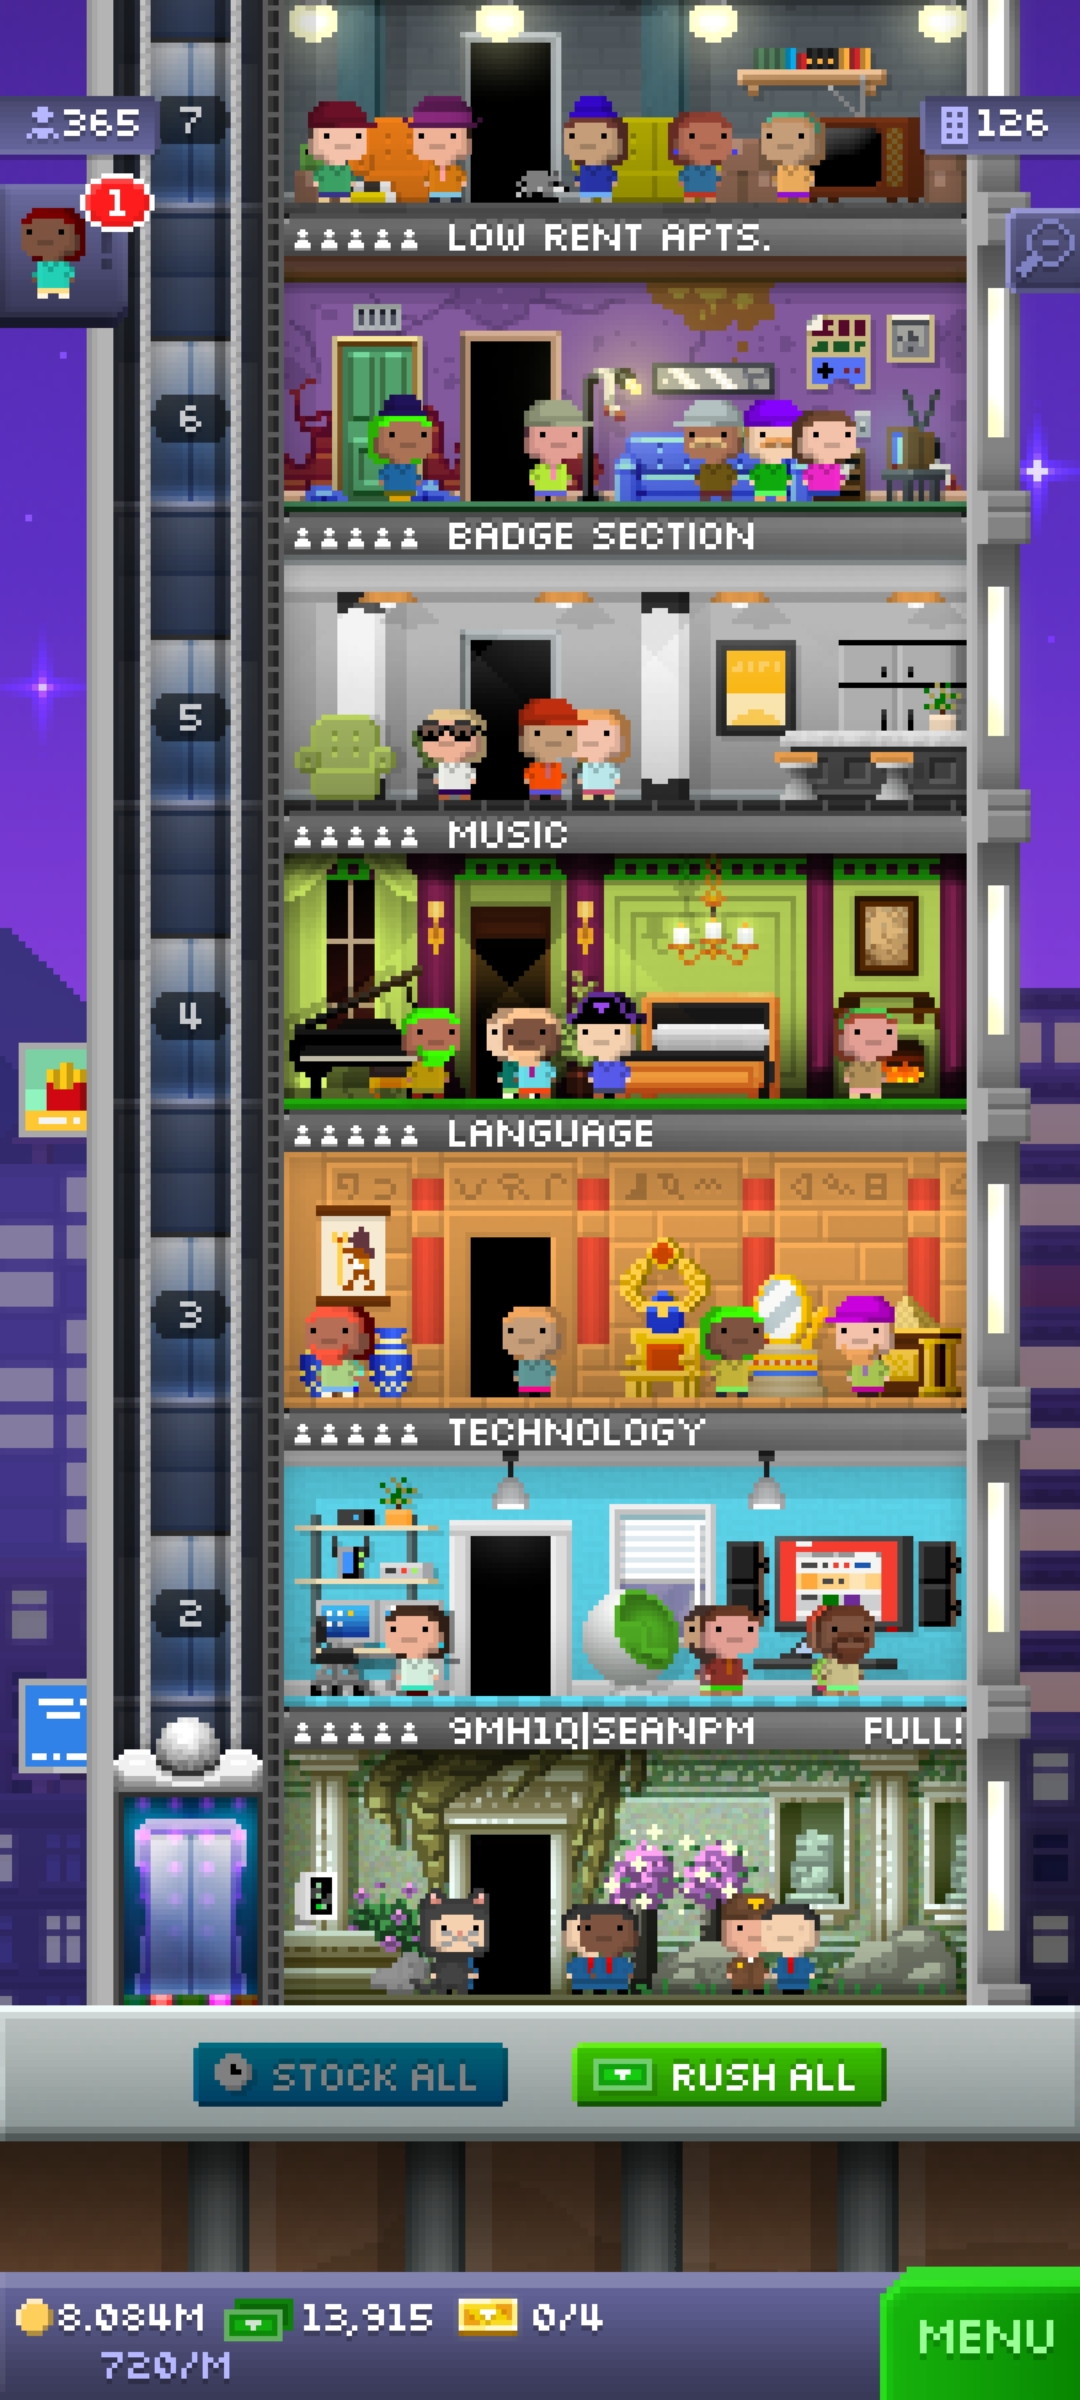 7
365
126
1
LOW RENT APTS.
6
BADGE SECTION
5
MUSIC
4
LANGUAGE
3
TECHNOLOGY
2
9MH1Q|SEANPM FULL!
STOCK ALL
RUSH ALL
8.084M 13,915 0/4
720/M
MENU